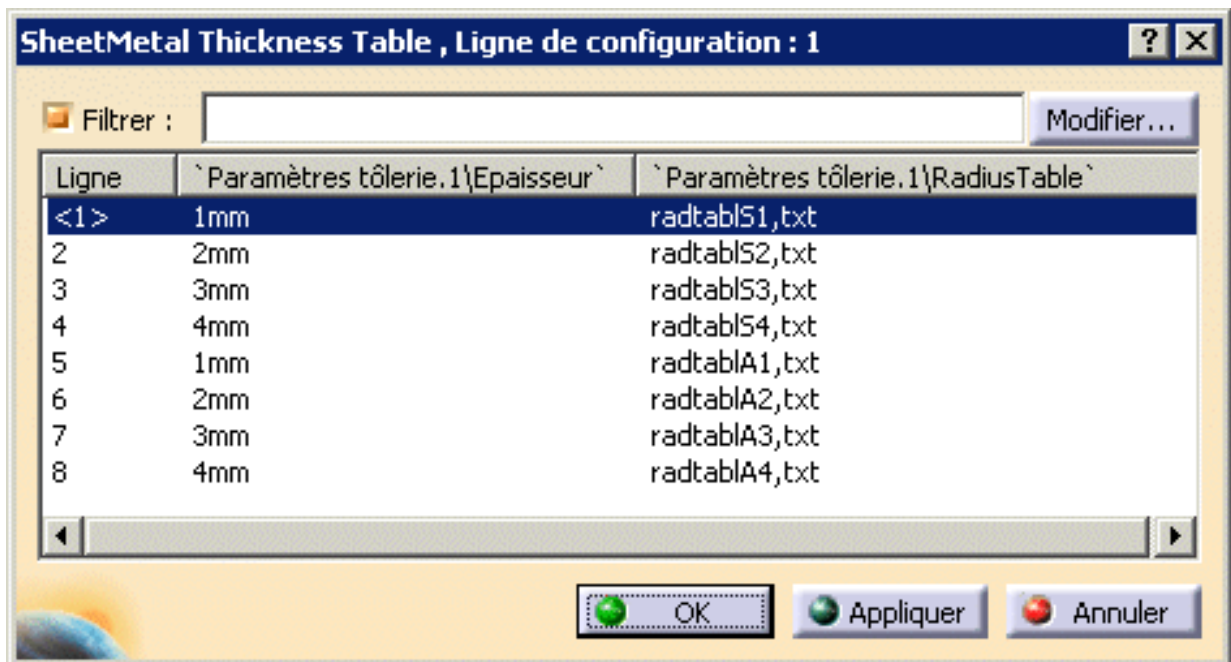 SheetMetal Thickness Table , Ligne de configuration : 1
Filtrer : Modifier...
Ligne `Paramètres tôlerie.1\Epaisseur` `Paramètres tôlerie.1\RadiusTable`
<1> 1mm radtablS1,txt
2 2mm radtablS2,txt
3 3mm radtablS3,txt
4 4mm radtablS4,txt
5 1mm radtablA1,txt
6 2mm radtablA2,txt
7 3mm radtablA3,txt
8 4mm radtablA4,txt
OK Appliquer Annuler